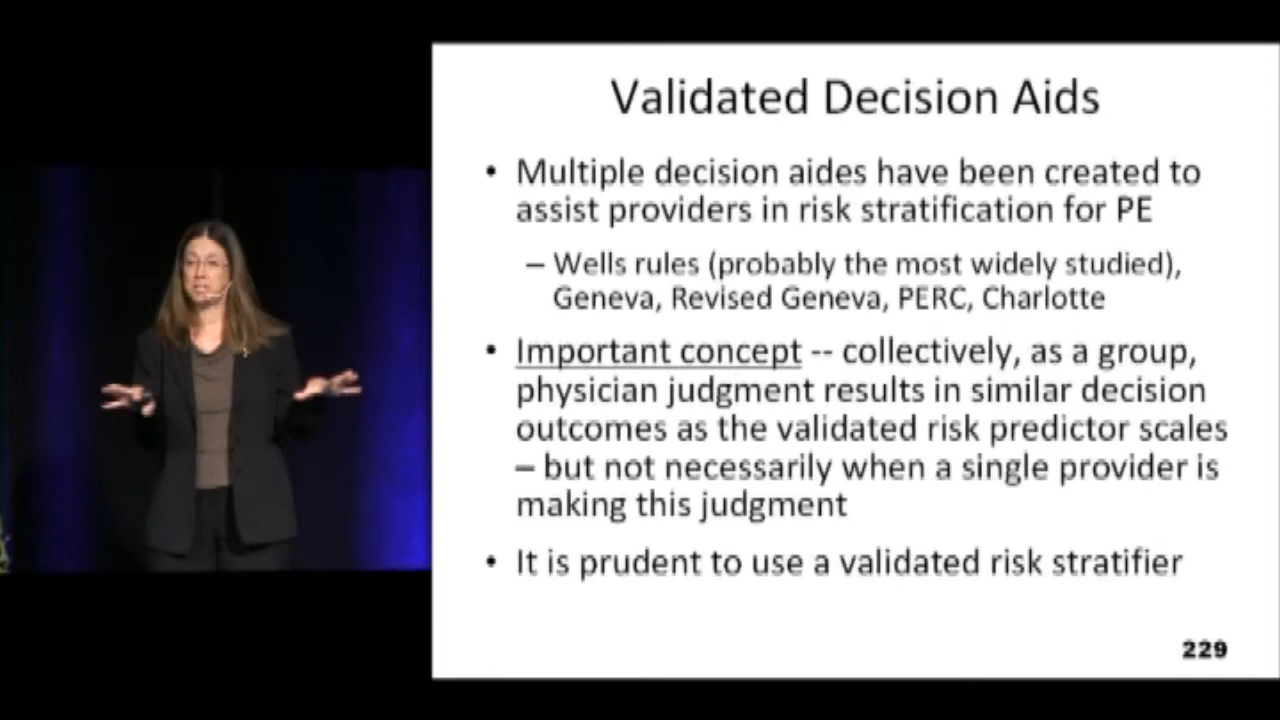 Validated Decision Aids
• Multiple decision aides have been created to
assist providers in risk stratification for PE
– Wells rules (probably the most widely studied),
Geneva, Revised Geneva, PERC, Charlotte
• Important concept -- collectively, as a group,
physician judgment results in similar decision
outcomes as the validated risk predictor scales
– but not necessarily when a single provider is
making this judgment
• It is prudent to use a validated risk stratifier
229